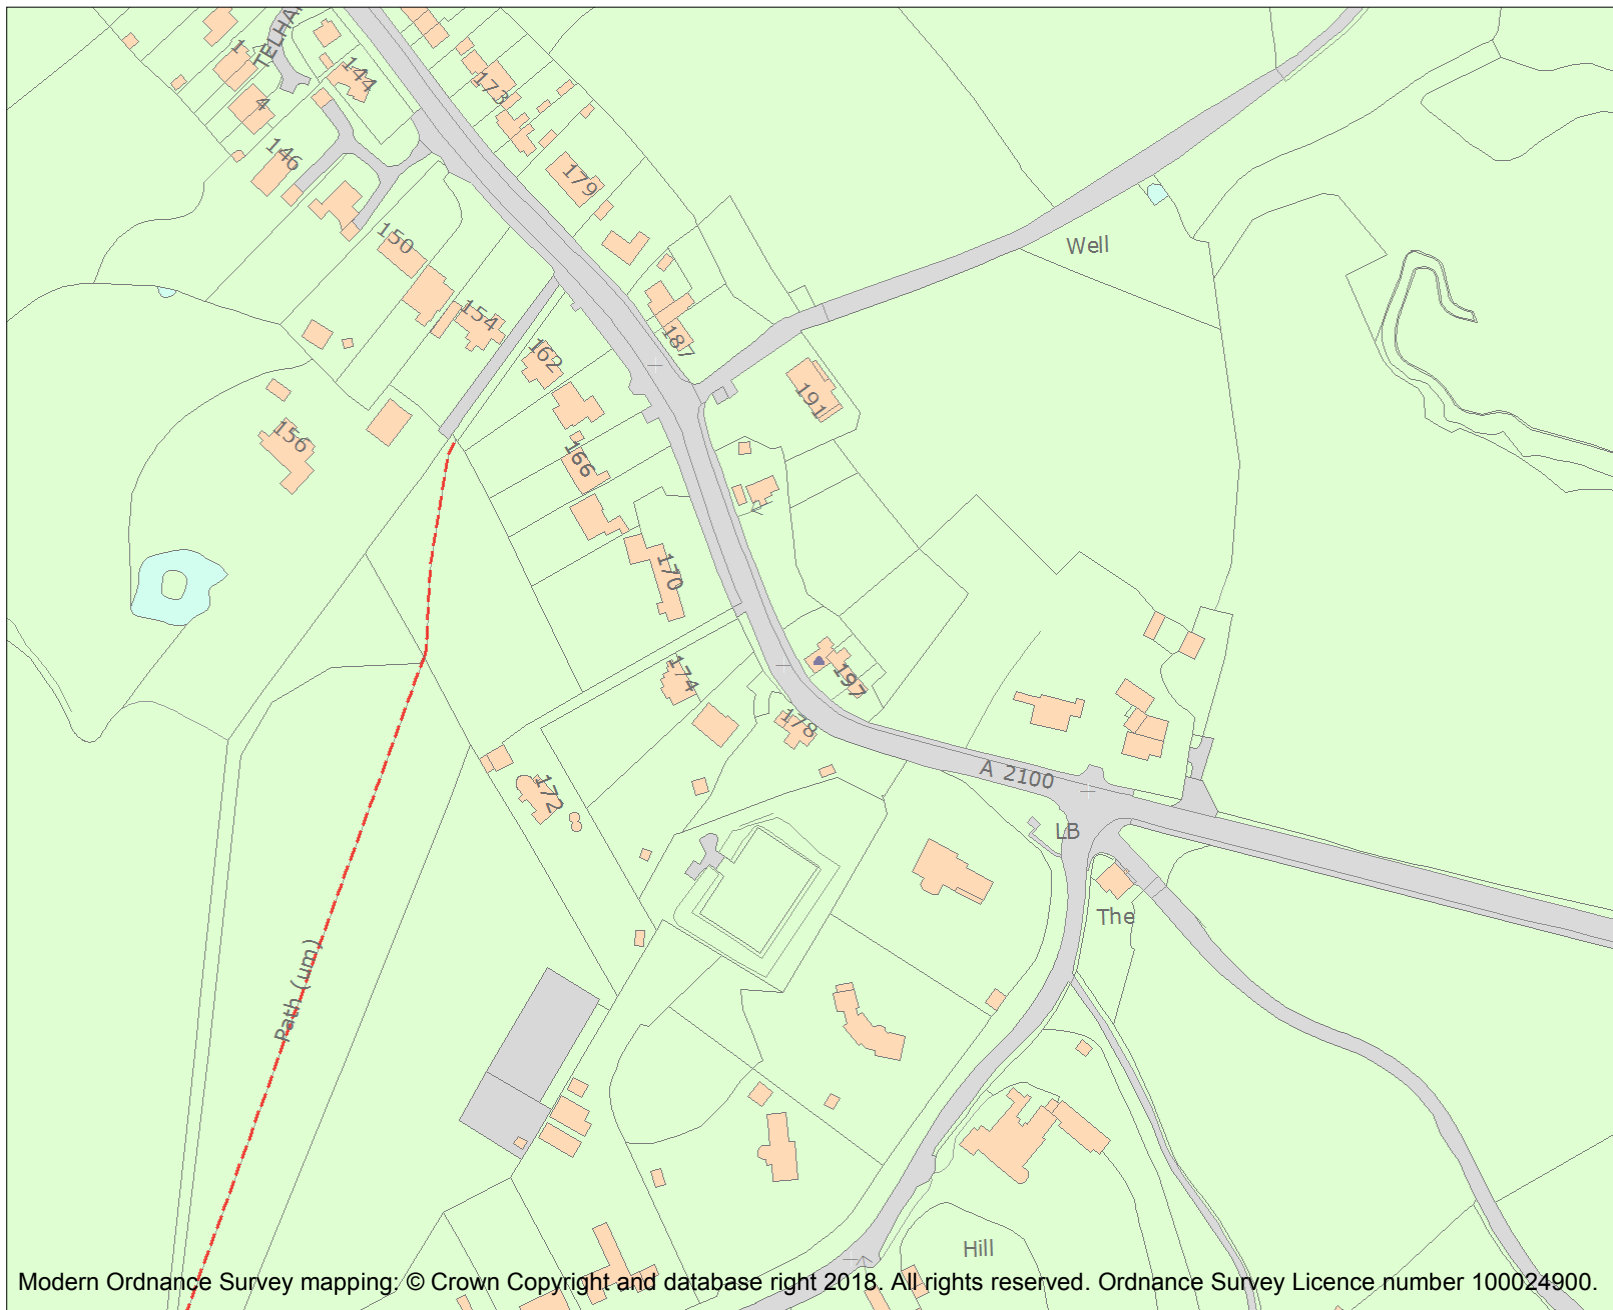 TELHA
1
144
4
173
146
179
150
154
187
162
Well
191
156
166
170
174
197
178
A 2100
172
LB
The
Path (um)
Hill
Modern Ordnance Survey mapping: © Crown Copyright and database right 2018. All rights reserved. Ordnance Survey Licence number 100024900.